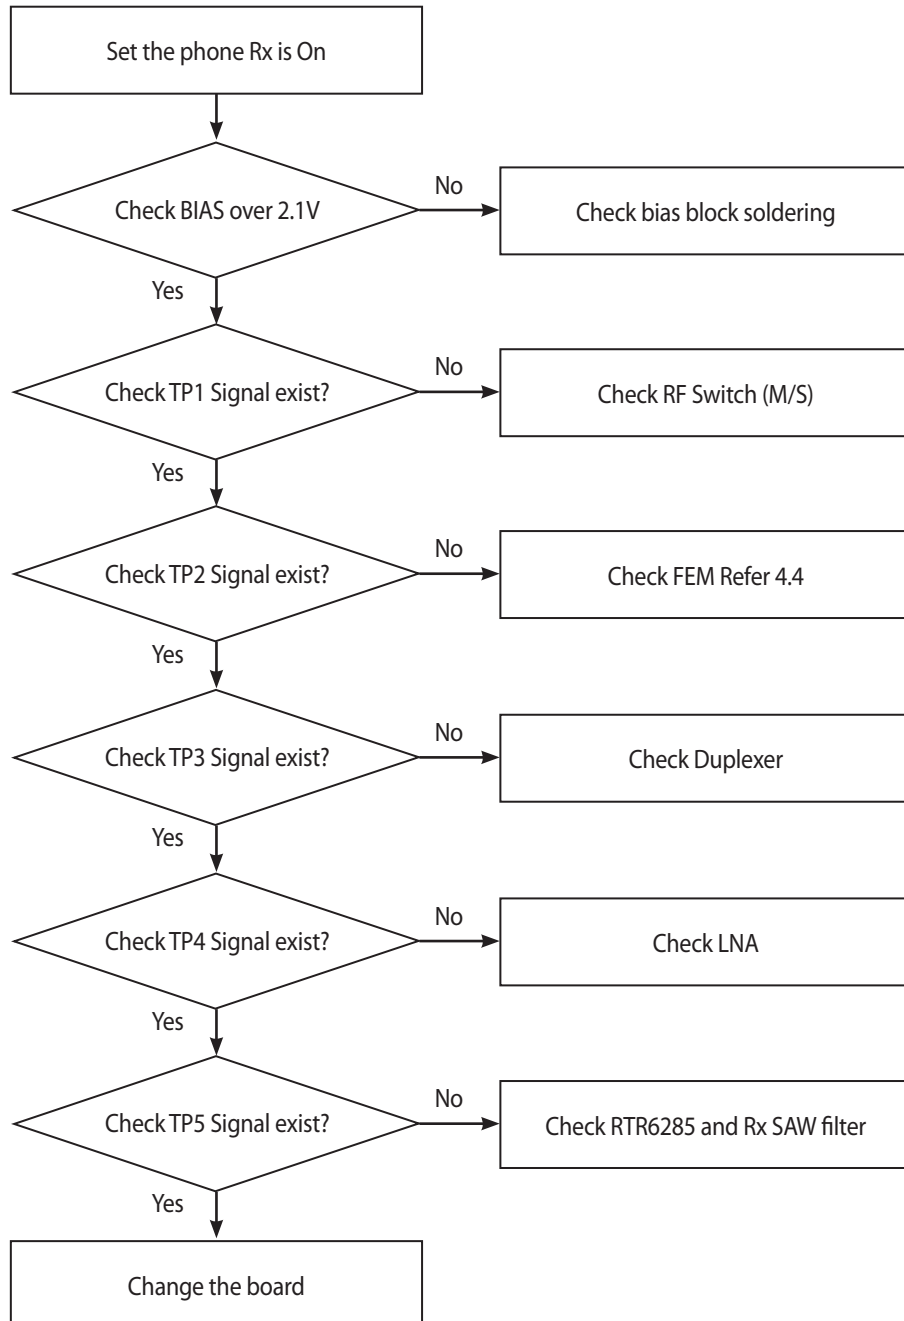 Set the phone Rx is On
Check BIAS over 2.1V
No
Check bias block soldering
Yes
Check TP1 Signal exist?
No
Check RF Switch (M/S)
Yes
Check TP2 Signal exist?
No
Check FEM Refer 4.4
Yes
Check TP3 Signal exist?
No
Check Duplexer
Yes
Check TP4 Signal exist?
No
Check LNA
Yes
Check TP5 Signal exist?
No
Check RTR6285 and Rx SAW filter
Yes
Change the board